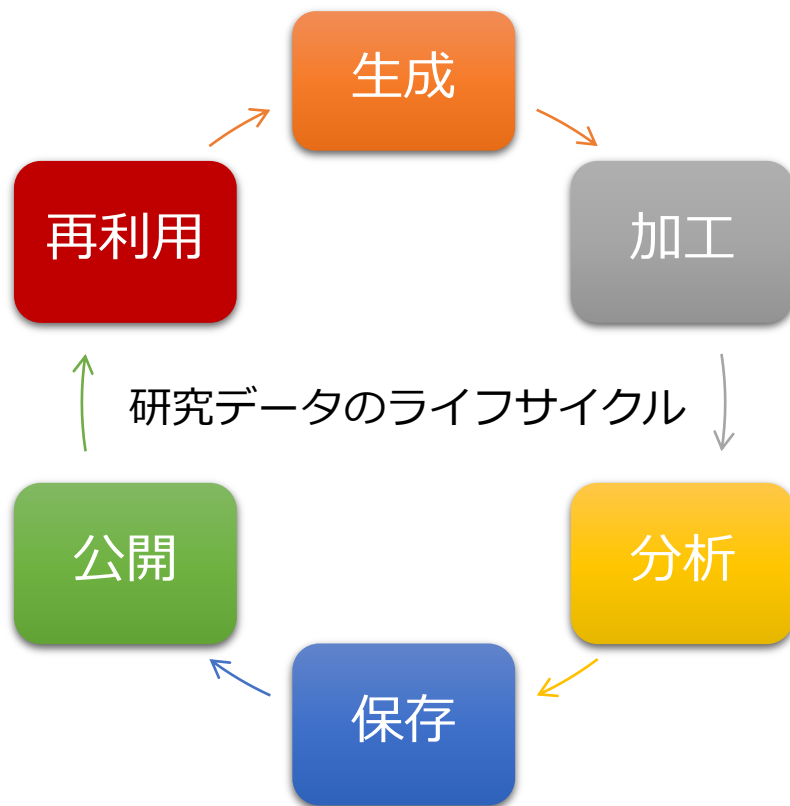 生成
加工
分析
保存
公開
再利用
研究データのライフサイクル